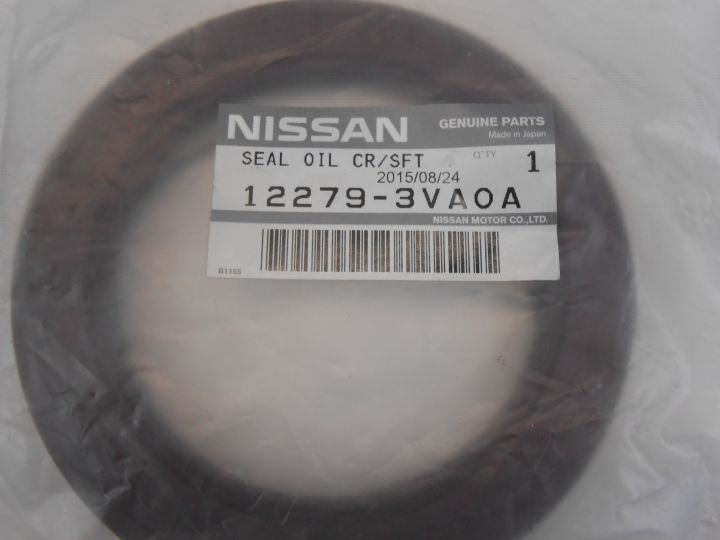 NISSAN GENUINE PARTS
Made in Japan
SEAL OIL CR/SFT Q'TY 1
2015/08/24
12279-3VA0A
NISSAN MOTOR CO.,LTD.
D1155